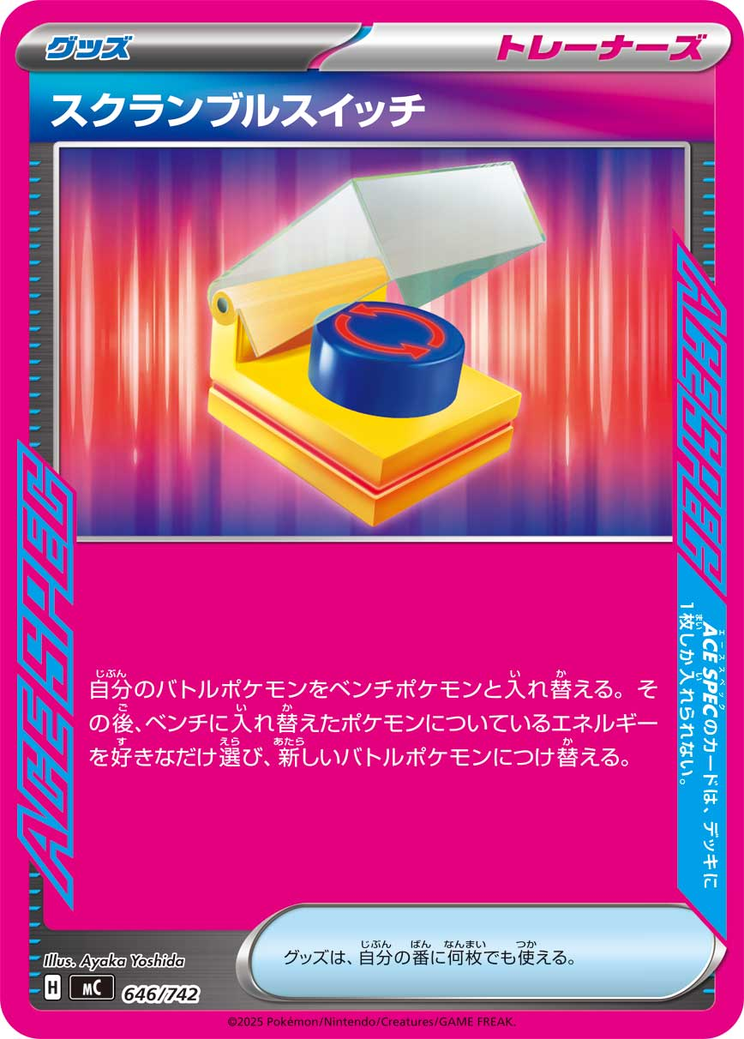 グッズ
トレーナーズ
スクランブルスイッチ
ACE SPEC
ACE SPEC
自分のバトルポケモンをベンチポケモンと入れ替える。そ
の後、ベンチに入れ替えたポケモンについているエネルギー
を好きなだけ選び、新しいバトルポケモンにつけ替える。
ACE SPECのカードは、デッキに
1枚しか入れられない。
グッズは、自分の番に何枚でも使える。
Illus. Ayaka Yoshida
H MC 646/742
©2025 Pokémon/Nintendo/Creatures/GAME FREAK.